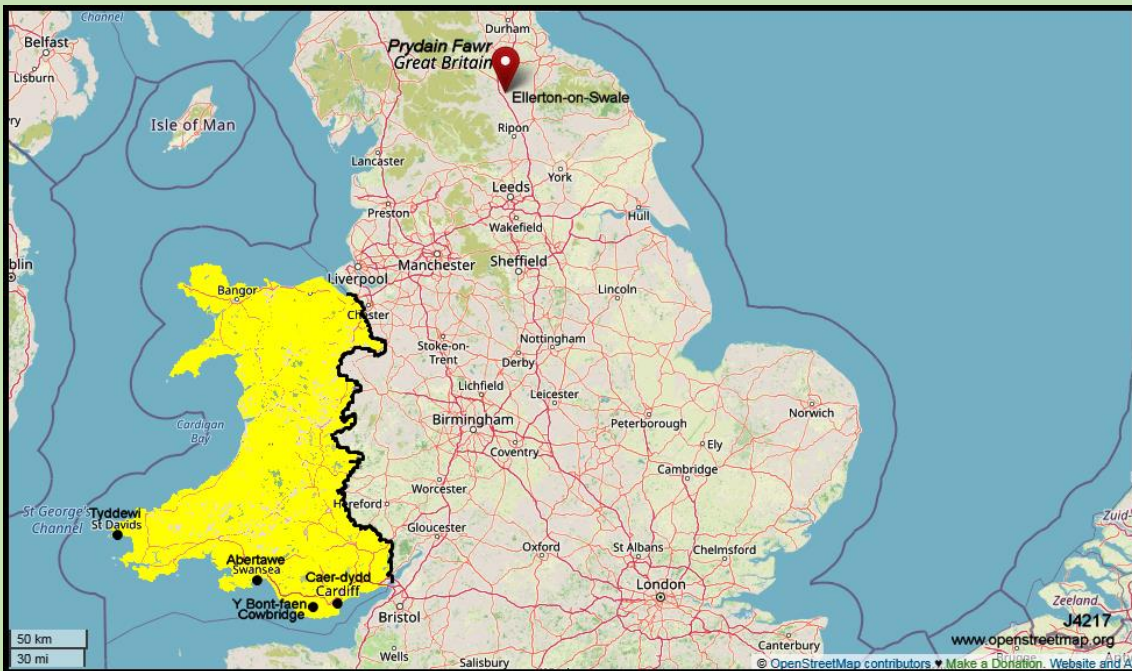 Channel
Durham
Belfast
Prydain Fawr
Great Britain
Lisburn
Ellerton-on-Swale
Isle of Man
Ripon
Lancaster
York
Leeds
Preston
Hull
Wakefield
Manchester
Sheffield
Liverpool
Bangor
Lincoln
Chester
Stoke-on-
Trent
Nottingham
Derby
Lichfield
Leicester
Norwich
Birmingham
Peterborough
Cardigan
Bay
Coventry
Ely
Cambridge
Worcester
Hereford
St George's
Channel
Tyddewi
St Davids
Gloucester
Oxford
St Albans
Chelmsford
Abertawe
Swansea
Caer-dydd
Cardiff
London
Y Bont-faen
Cowbridge
Bristol
Zeeland
J4217
www.openstreetmap.org
50 km
30 mi
Canterbury
Wells
Salisbury
© OpenStreetMap contributors ♥ Make a Donation. Website and